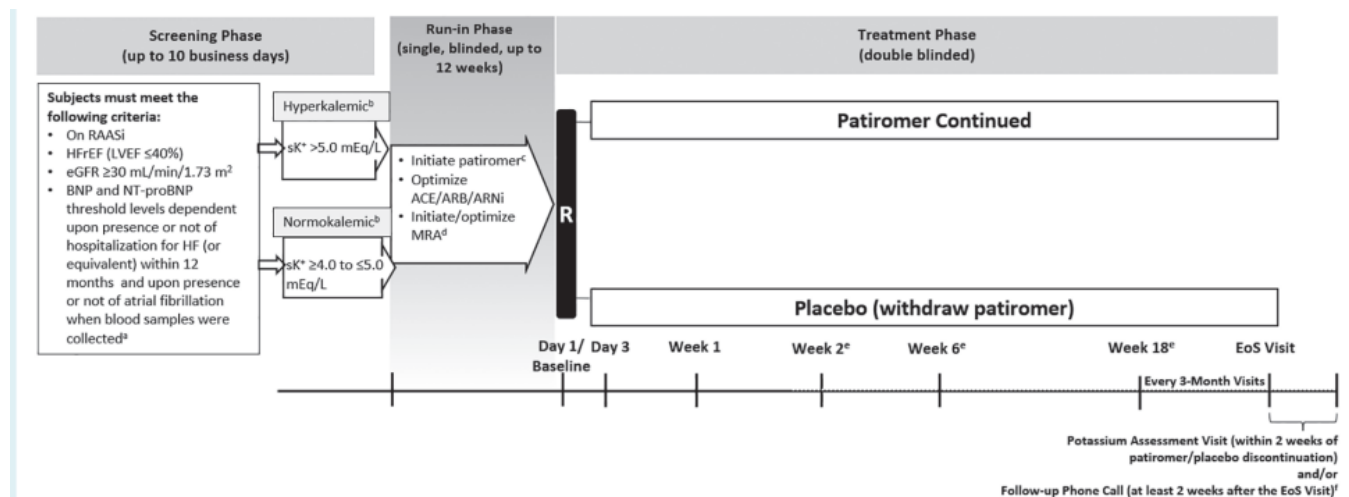 Screening Phase
(up to 10 business days)
Run-in Phase
(single, blinded, up to
12 weeks)
Treatment Phase
(double blinded)
Subjects must meet the
following criteria:
• On RAASi
• HFrEF (LVEF ≤40%)
• eGFR ≥30 mL/min/1.73 m²
• BNP and NT-proBNP
threshold levels dependent
upon presence or not of
hospitalization for HF (or
equivalent) within 12
months and upon presence
or not of atrial fibrillation
when blood samples were
collectedᵃ
Hyperkalemicᵇ
sK⁺ >5.0 mEq/L
Normokalemicᵇ
sK⁺ ≥4.0 to ≤5.0
mEq/L
• Initiate patiromerᶜ
• Optimize
ACE/ARB/ARNi
• Initiate/optimize
MRAᵈ
R
Patiromer Continued
Placebo (withdraw patiromer)
Day 1/
Baseline
Day 3
Week 1
Week 2ᵉ
Week 6ᵉ
Week 18ᵉ
EoS Visit
Every 3-Month Visits
Potassium Assessment Visit (within 2 weeks of
patiromer/placebo discontinuation)
and/or
Follow-up Phone Call (at least 2 weeks after the EoS Visit)ᶠ